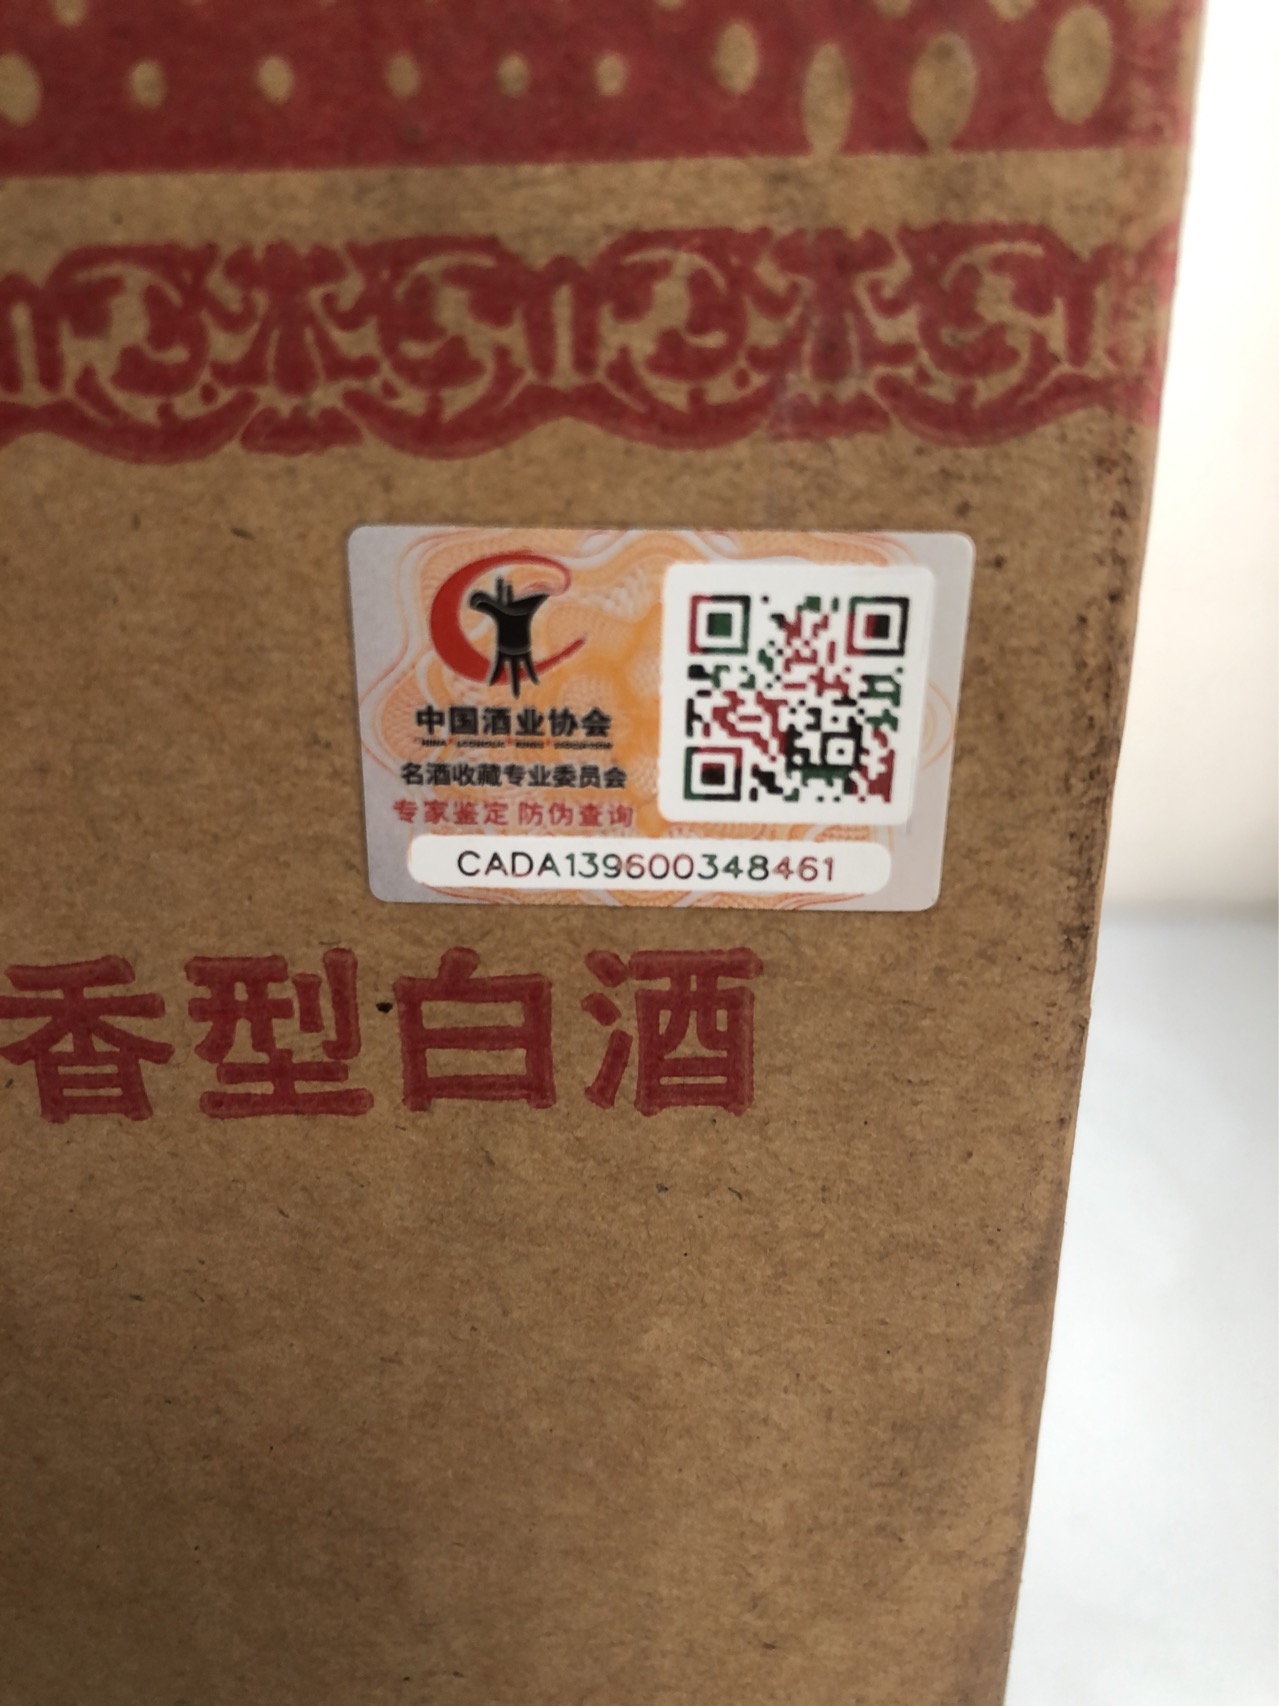 中国酒业协会
名酒收藏专业委员会
专家鉴定 防伪查询
CADA139600348461
香型白酒